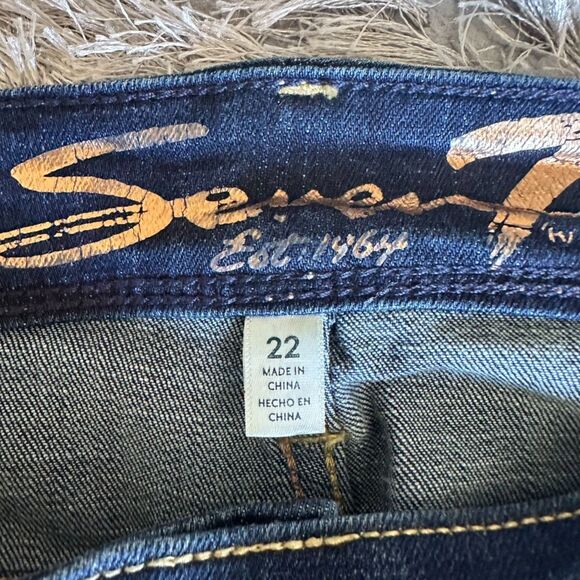 Seven
Est. 1964
22
MADE IN
CHINA
HECHO EN
CHINA